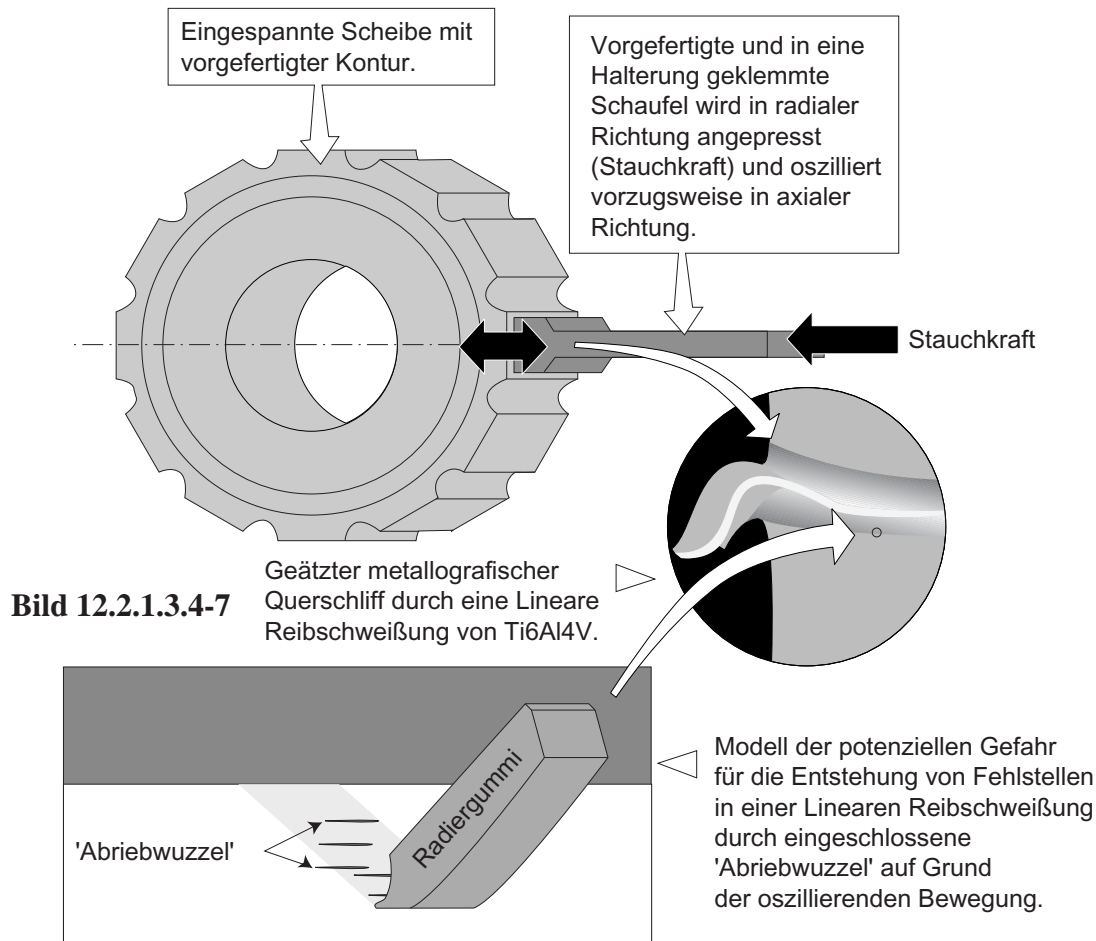 Eingespannte Scheibe mit
vorgefertigter Kontur.
Vorgefertigte und in eine
Halterung geklemmte
Schaufel wird in radialer
Richtung angepresst
(Stauchkraft) und oszilliert
vorzugsweise in axialer
Richtung.
Stauchkraft
Geätzter metallografischer
Querschliff durch eine Lineare
Reibschweißung von Ti6Al4V.
Bild 12.2.1.3.4-7
Radiergummi
'Abriebwuzzel'
Modell der potenziellen Gefahr
für die Entstehung von Fehlstellen
in einer Linearen Reibschweißung
durch eingeschlossene
'Abriebwuzzel' auf Grund
der oszillierenden Bewegung.